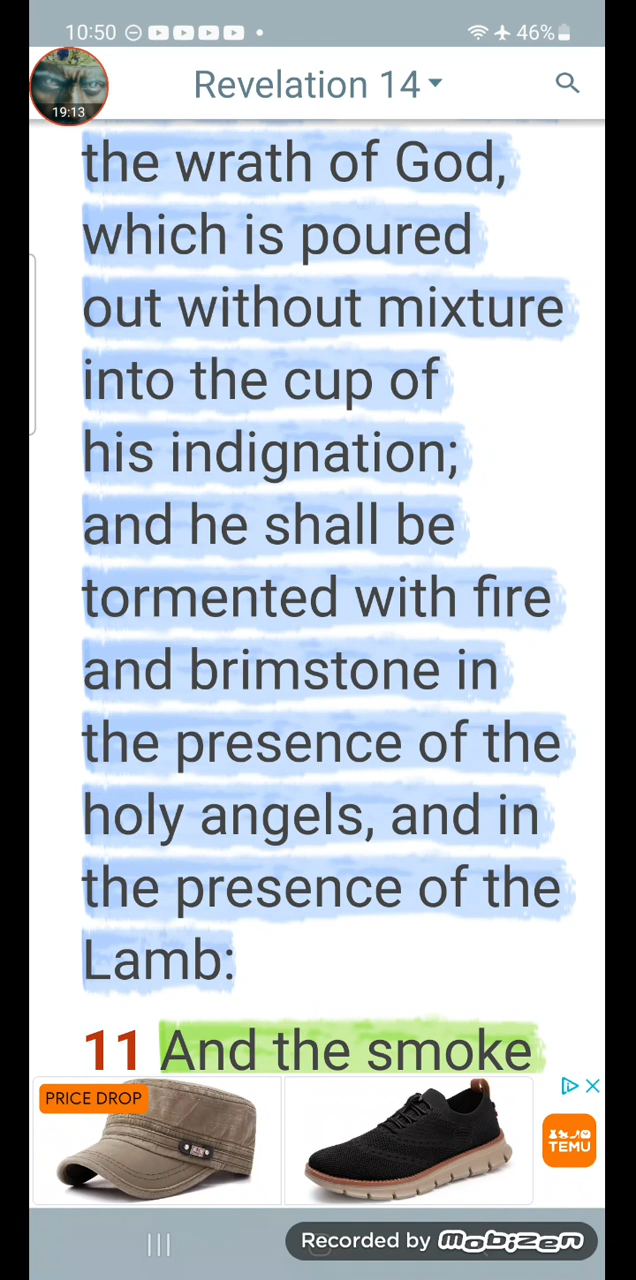 10:50
46%
19:13
Revelation 14
the wrath of God,
which is poured
out without mixture
into the cup of
his indignation;
and he shall be
tormented with fire
and brimstone in
the presence of the
holy angels, and in
the presence of the
Lamb:
11 And the smoke
PRICE DROP
TEMU
Recorded by mobizen